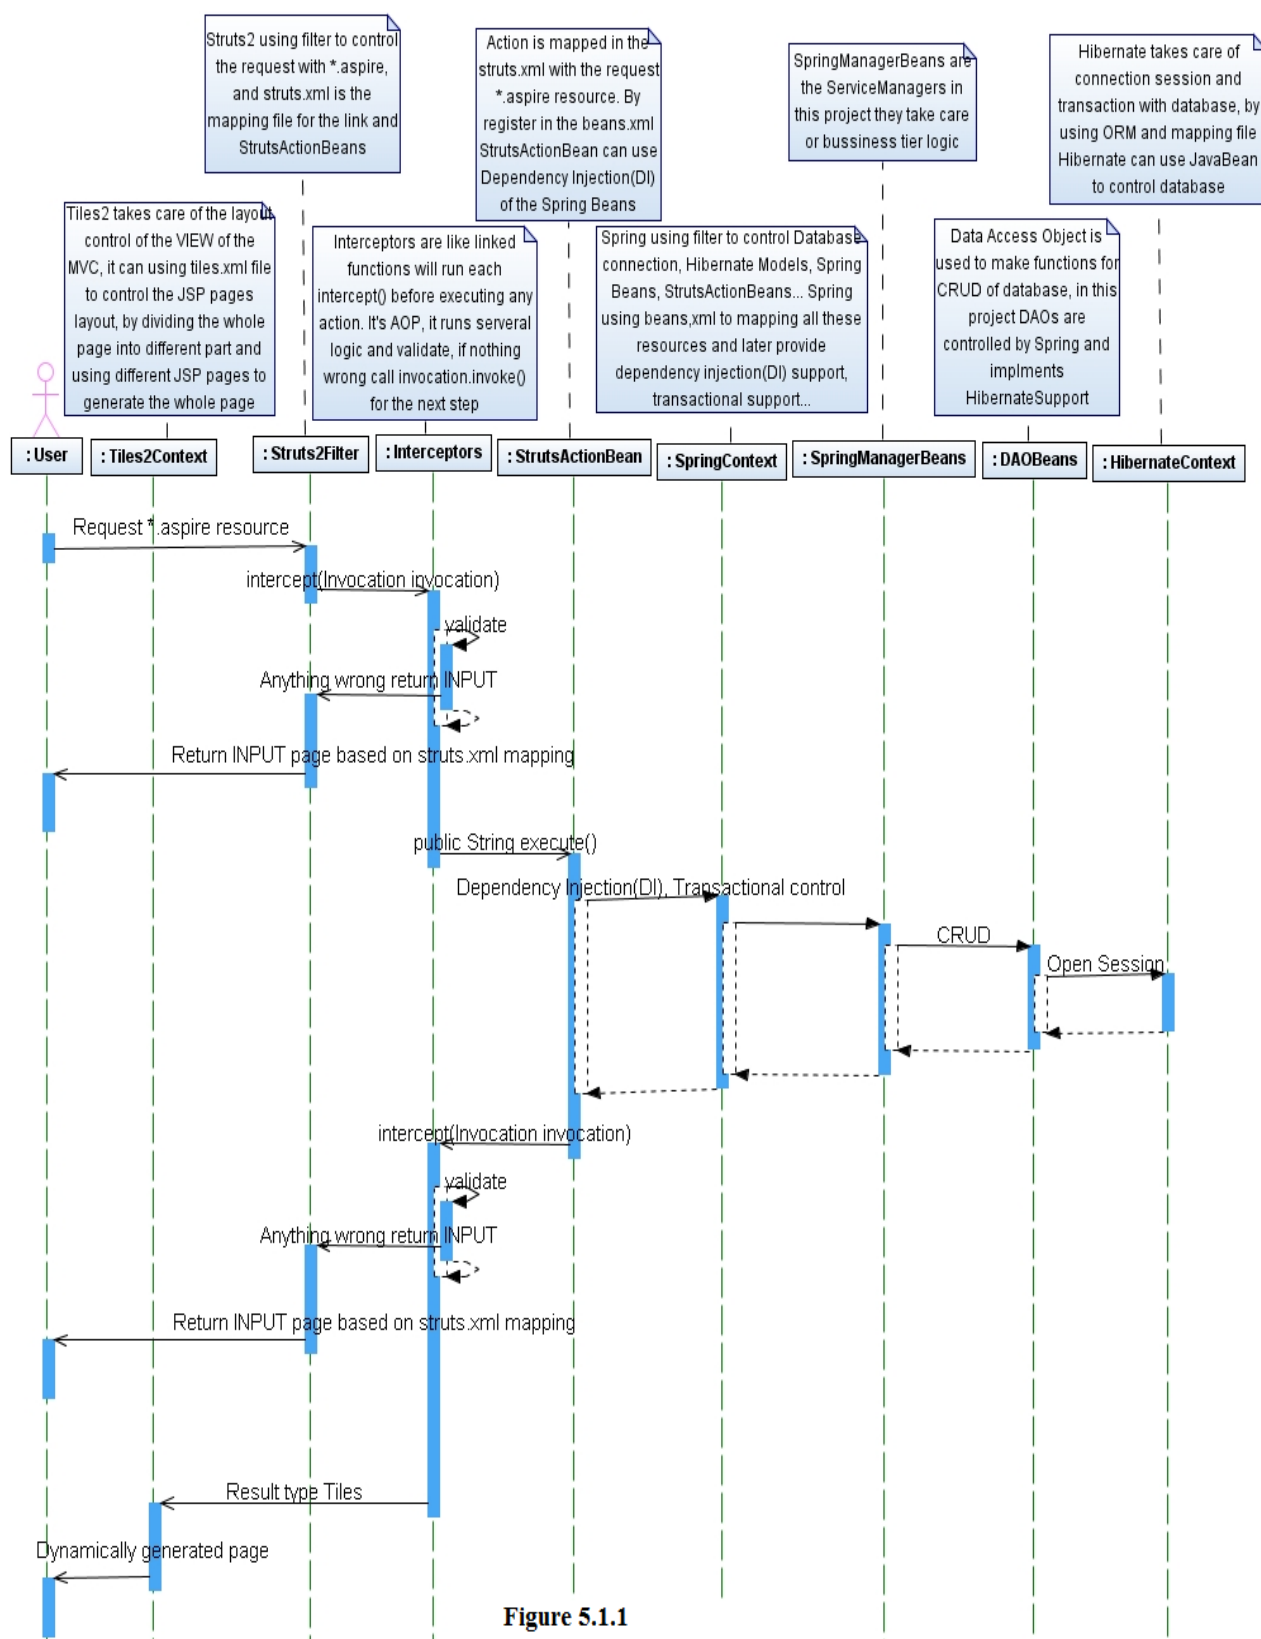 Struts2 using filter to control
the request with *.aspire,
and struts.xml is the
mapping file for the link and
StrutsActionBeans
Action is mapped in the
struts.xml with the request
*.aspire resource. By
register in the beans.xml
StrutsActionBean can use
Dependency Injection(DI)
of the Spring Beans
SpringManagerBeans are
the ServiceManagers in
this project they take care
or bussiness tier logic
Hibernate takes care of
connection session and
transaction with database, by
using ORM and mapping file
Hibernate can use JavaBean
to control database
Tiles2 takes care of the layout
control of the VIEW of the
MVC, it can using tiles.xml file
to control the JSP pages
layout, by dividing the whole
page into different part and
using different JSP pages to
generate the whole page
Interceptors are like linked
functions will run each
intercept() before executing any
action. It's AOP, it runs serveral
logic and validate, if nothing
wrong call invocation.invoke()
for the next step
Spring using filter to control Database
connection, Hibernate Models, Spring
Beans, StrutsActionBeans... Spring
using beans,xml to mapping all these
resources and later provide
dependency injection(DI) support,
transactional support...
Data Access Object is
used to make functions for
CRUD of database, in this
project DAOs are
controlled by Spring and
implments
HibernateSupport
: User
: Tiles2Context
: Struts2Filter
: Interceptors
: StrutsActionBean
: SpringContext
: SpringManagerBeans
: DAOBeans
: HibernateContext
Request *.aspire resource
intercept(Invocation invocation)
validate
Anything wrong return INPUT
Return INPUT page based on struts.xml mapping
public String execute()
Dependency Injection(DI), Transactional control
CRUD
Open Session
intercept(Invocation invocation)
validate
Anything wrong return INPUT
Return INPUT page based on struts.xml mapping
Result type Tiles
Dynamically generated page
Figure 5.1.1